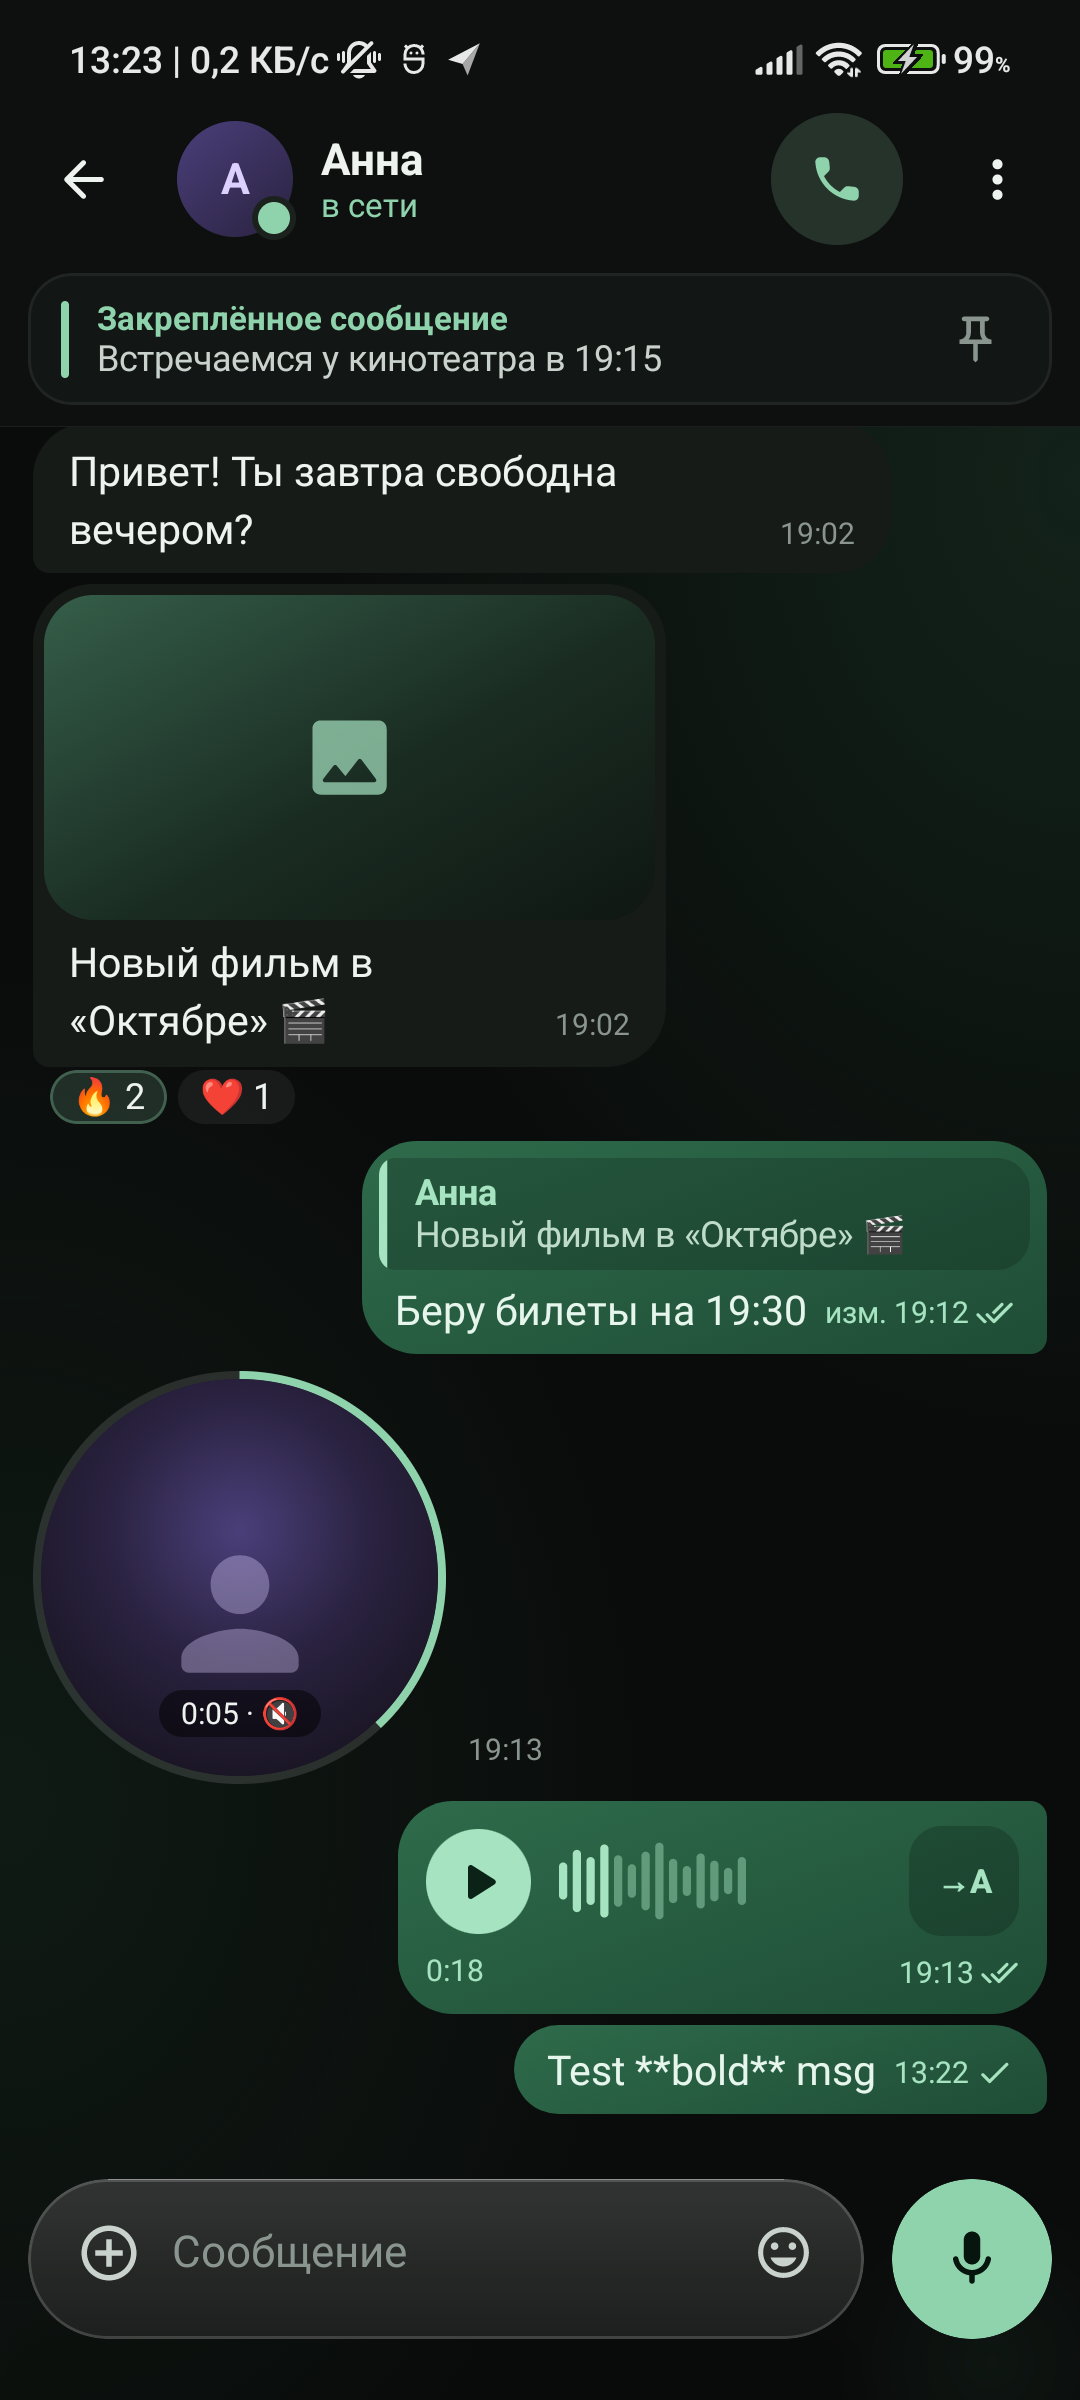 13:23 | 0,2 КБ/с 99%
А
Анна
в сети
Закреплённое сообщение
Встречаемся у кинотеатра в 19:15
Привет! Ты завтра свободна
вечером? 19:02
Новый фильм в
«Октябре» 🎬 19:02
🔥 2 ❤️ 1
Анна
Новый фильм в «Октябре» 🎬
Беру билеты на 19:30 изм. 19:12
0:05 · 🔇
19:13
→A
0:18 19:13
Test **bold** msg 13:22
Сообщение